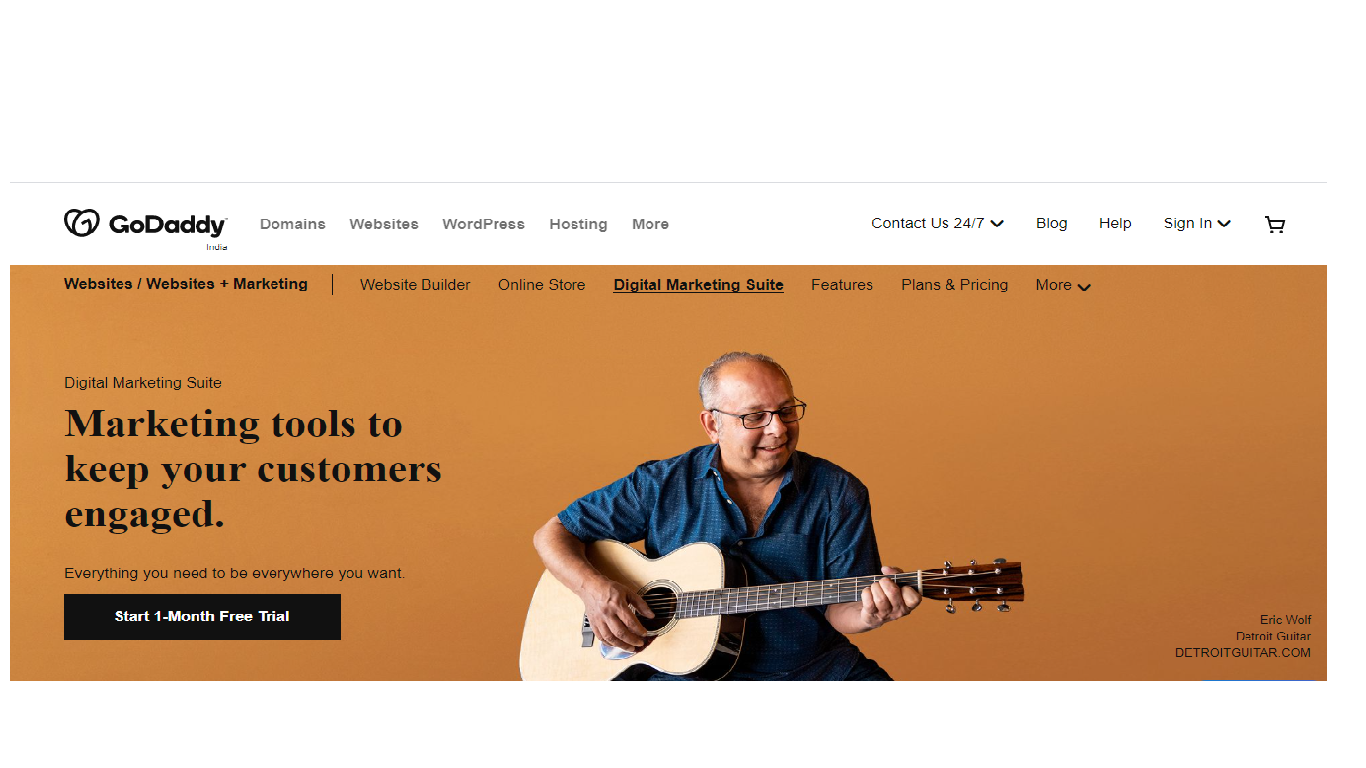 GoDaddy
India
Domains Websites WordPress Hosting More
Contact Us 24/7 Blog Help Sign In
Websites / Websites + Marketing Website Builder Online Store Digital Marketing Suite Features Plans & Pricing More
Digital Marketing Suite
Marketing tools to
keep your customers
engaged.
Everything you need to be everywhere you want.
Start 1-Month Free Trial
Eric Wolf
Detroit Guitar
DETROITGUITAR.COM